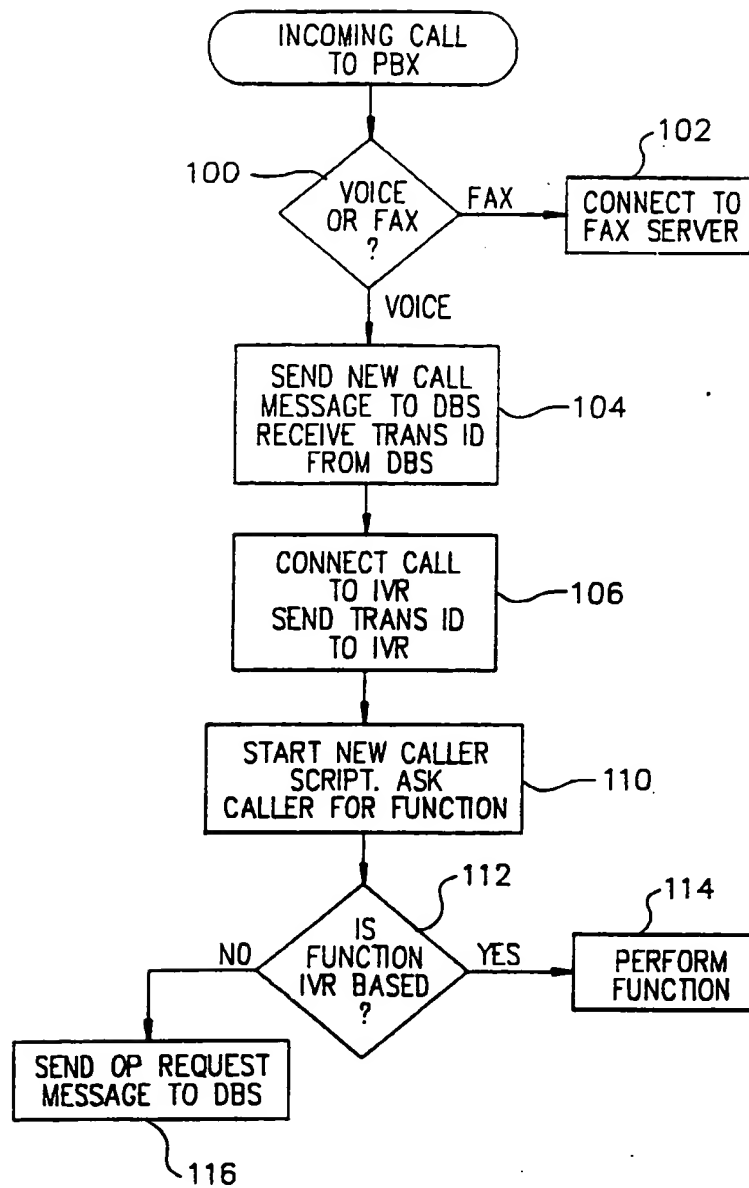 INCOMING CALL
TO PBX
100
VOICE
OR FAX
?
FAX
102
CONNECT TO
FAX SERVER
VOICE
SEND NEW CALL
MESSAGE TO DBS
RECEIVE TRANS ID
FROM DBS
104
CONNECT CALL
TO IVR
SEND TRANS ID
TO IVR
106
START NEW CALLER
SCRIPT. ASK
CALLER FOR FUNCTION
110
112
IS
FUNCTION
IVR BASED
?
NO
YES
114
PERFORM
FUNCTION
SEND OP REQUEST
MESSAGE TO DBS
116